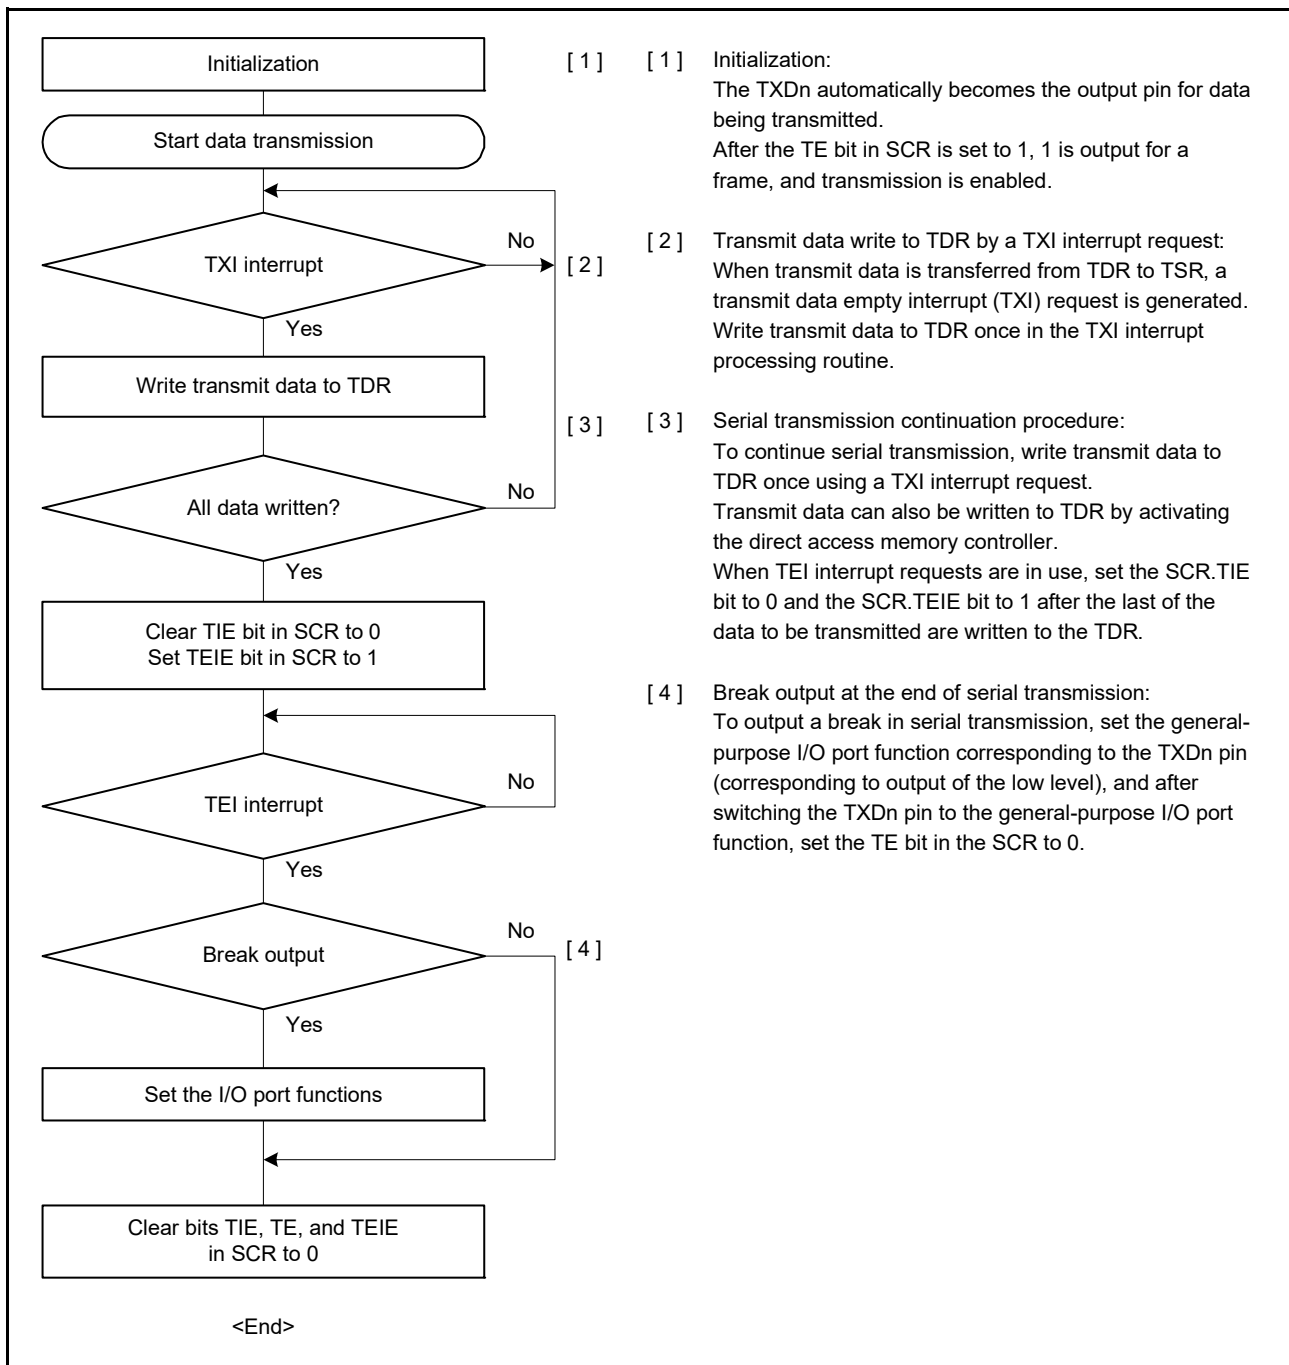 Initialization
[ 1 ]
Start data transmission
TXI interrupt
No
[ 2 ]
Yes
Write transmit data to TDR
[ 3 ]
All data written?
No
Yes
Clear TIE bit in SCR to 0
Set TEIE bit in SCR to 1
TEI interrupt
No
Yes
Break output
No
[ 4 ]
Yes
Set the I/O port functions
Clear bits TIE, TE, and TEIE
in SCR to 0
<End>
[ 1 ] Initialization:
The TXDn automatically becomes the output pin for data
being transmitted.
After the TE bit in SCR is set to 1, 1 is output for a
frame, and transmission is enabled.
[ 2 ] Transmit data write to TDR by a TXI interrupt request:
When transmit data is transferred from TDR to TSR, a
transmit data empty interrupt (TXI) request is generated.
Write transmit data to TDR once in the TXI interrupt
processing routine.
[ 3 ] Serial transmission continuation procedure:
To continue serial transmission, write transmit data to
TDR once using a TXI interrupt request.
Transmit data can also be written to TDR by activating
the direct access memory controller.
When TEI interrupt requests are in use, set the SCR.TIE
bit to 0 and the SCR.TEIE bit to 1 after the last of the
data to be transmitted are written to the TDR.
[ 4 ] Break output at the end of serial transmission:
To output a break in serial transmission, set the general-
purpose I/O port function corresponding to the TXDn pin
(corresponding to output of the low level), and after
switching the TXDn pin to the general-purpose I/O port
function, set the TE bit in the SCR to 0.